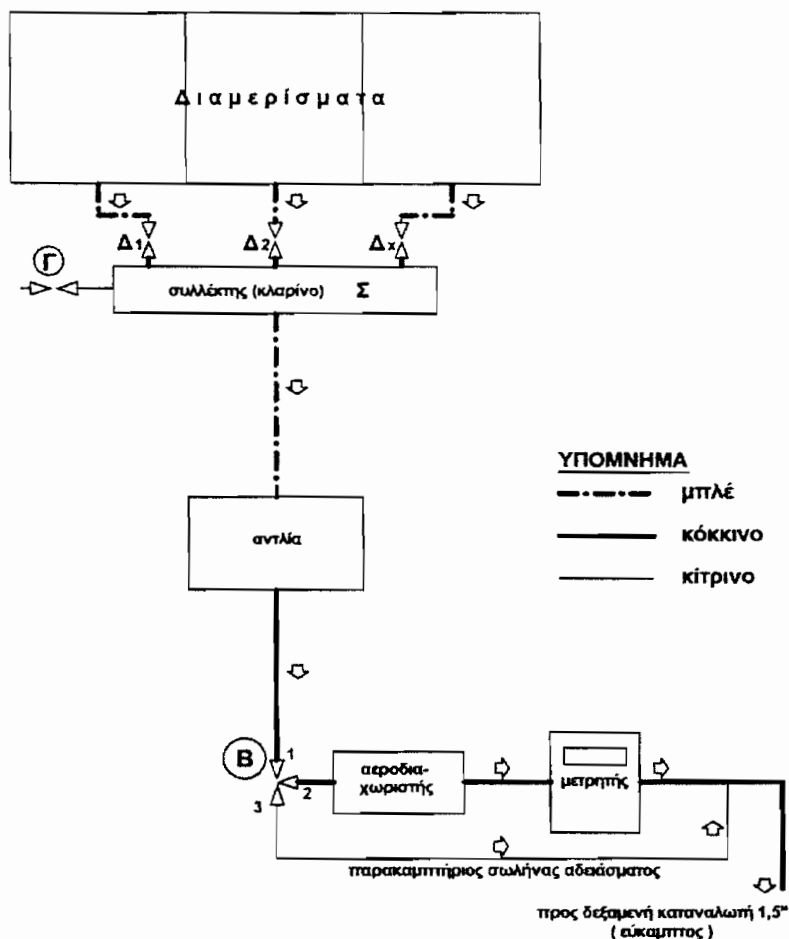 Διαμερίσματα
Δ1
Δ2
Δx
Γ
συλλέκτης (κλαρίνο) Σ
ΥΠΟΜΝΗΜΑ
μπλέ
αντλία
κόκκινο
κίτρινο
Β
1
2
3
αεροδια-
χωριστής
μετρητής
παρακαμπτήριος σωλήνας αδειάσματος
προς δεξαμενή καταναλωτή 1,5"
( εύκαμπτος )